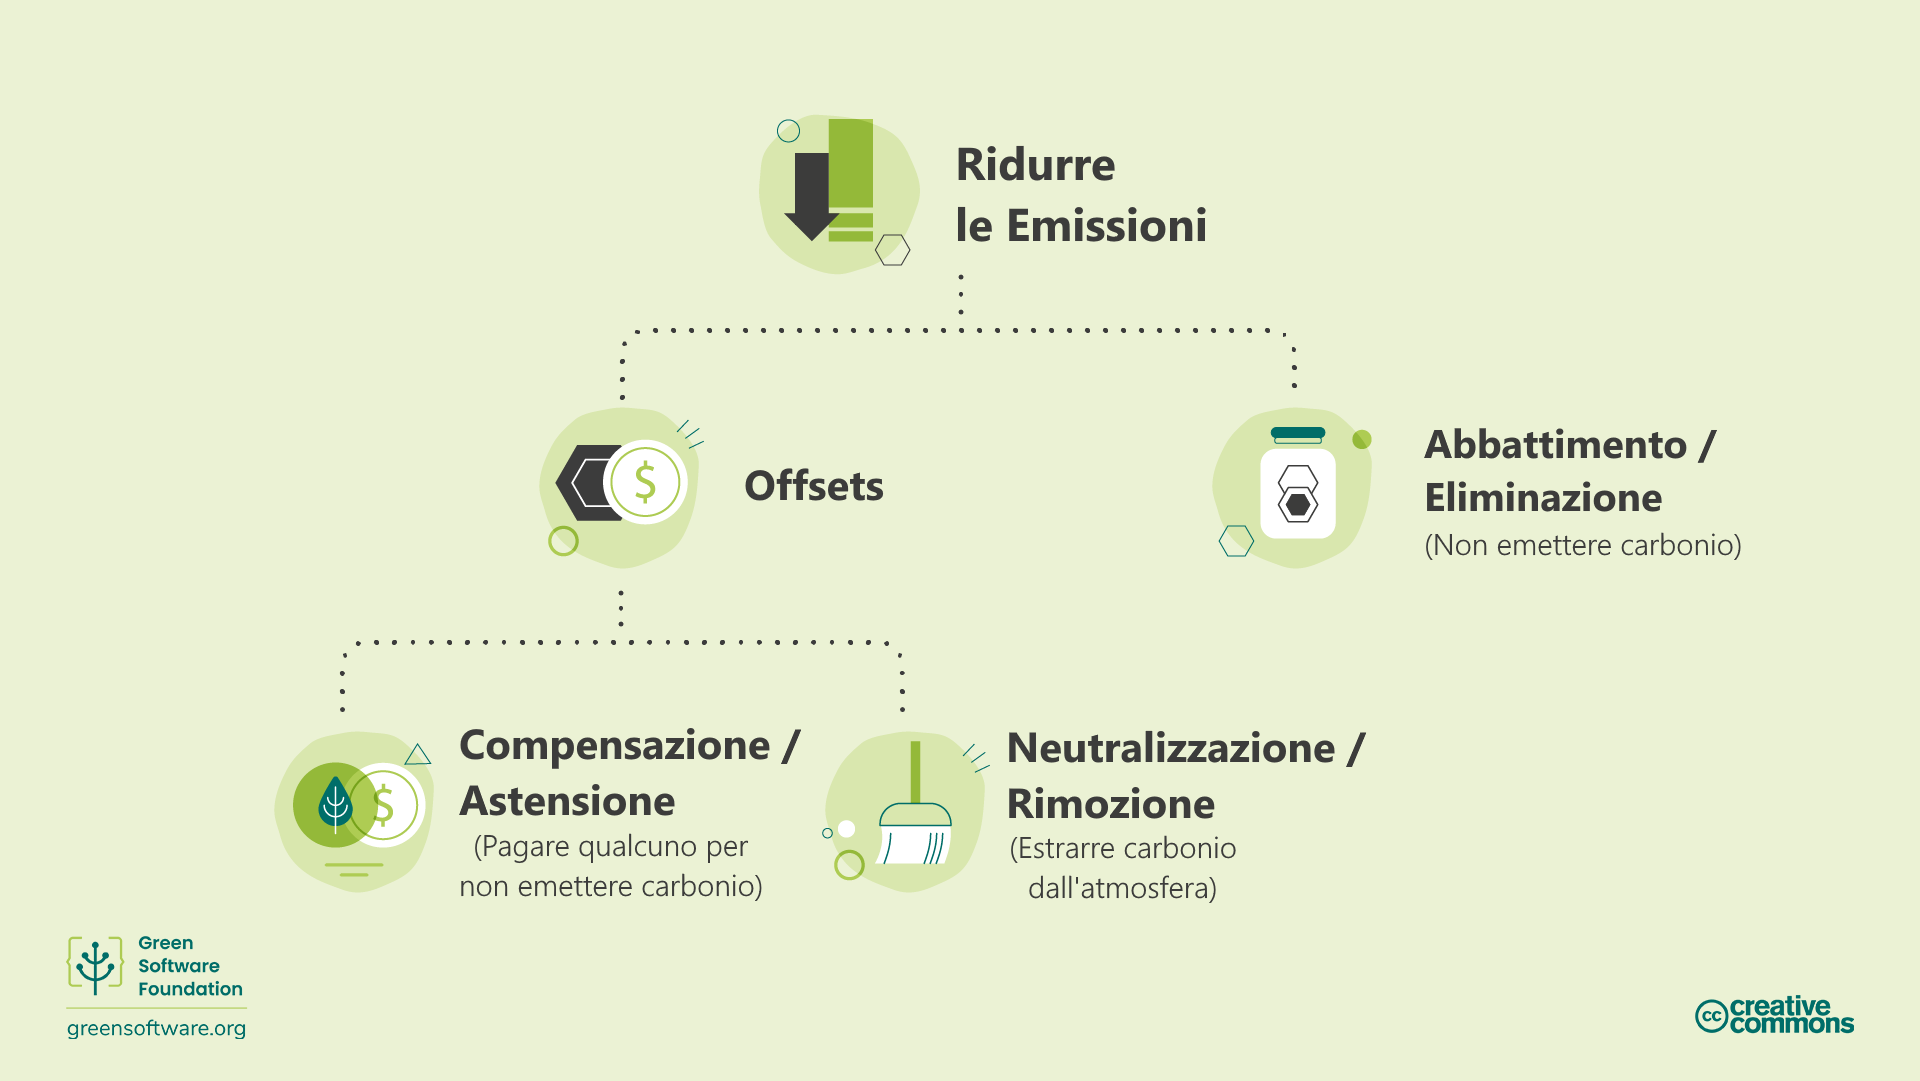 Ridurre
le Emissioni
$
Offsets
Abbattimento /
Eliminazione
(Non emettere carbonio)
$
Compensazione /
Astensione
(Pagare qualcuno per
non emettere carbonio)
Neutralizzazione /
Rimozione
(Estrarre carbonio
dall'atmosfera)
Green
Software
Foundation
greensoftware.org
cc creative
commons